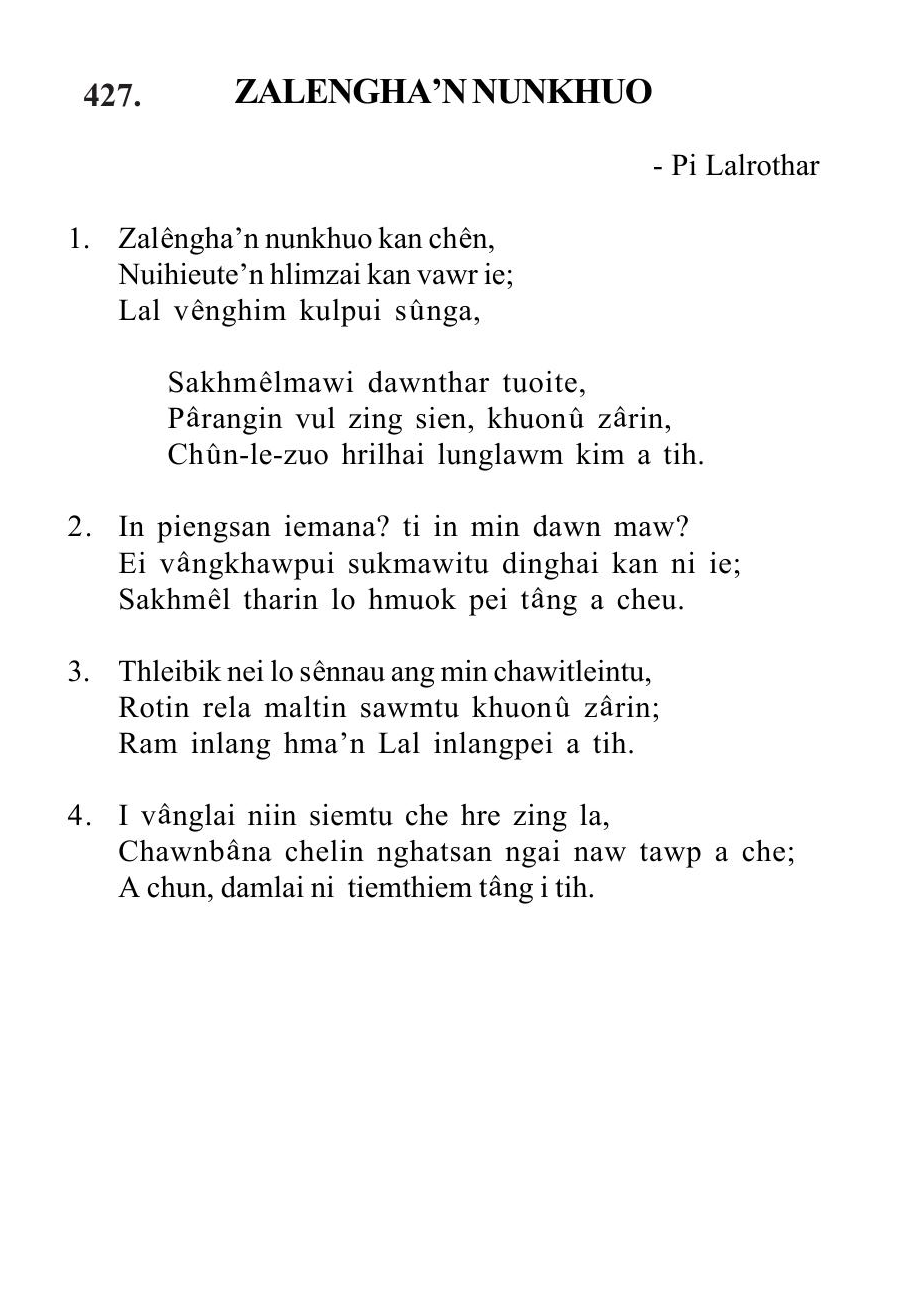 427. ZALENGHA’N NUNKHUO
- Pi Lalrothar
1. Zalêngha’n nunkhuo kan chên,
Nuihieute’n hlimzai kan vawr ie;
Lal vênghim kulpui sûnga,
Sakhmêlmawi dawnthar tuoite,
Pârangin vul zing sien, khuonû zârin,
Chûn-le-zuo hrilhai lunglawm kim a tih.
2. In piengsan iemana? ti in min dawn maw?
Ei vângkhawpui sukmawitu dinghai kan ni ie;
Sakhmêl tharin lo hmuok pei tâng a cheu.
3. Thleibik nei lo sênnau ang min chawitleintu,
Rotin rela maltin sawmtu khuonû zârin;
Ram inlang hma’n Lal inlangpei a tih.
4. I vânglai niin siemtu che hre zing la,
Chawnbâna chelin nghatsan ngai naw tawp a che;
A chun, damlai ni tiemthiem tâng i tih.